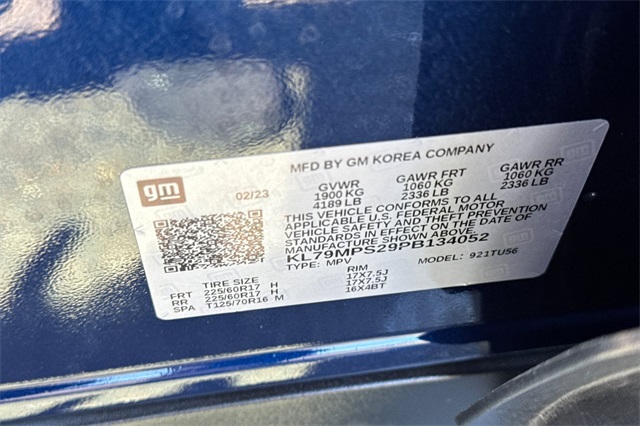 gm
02/23
MFD BY GM KOREA COMPANY
GVWR GAWR FRT GAWR RR
1900 KG 1060 KG 1060 KG
4189 LB 2336 LB 2336 LB
THIS VEHICLE CONFORMS TO ALL
APPLICABLE U.S. FEDERAL MOTOR
VEHICLE SAFETY AND THEFT PREVENTION
STANDARDS IN EFFECT ON THE DATE OF
MANUFACTURE SHOWN ABOVE.
KL79MPS29PB134052
TYPE: MPV MODEL: 921TU56
TIRE SIZE RIM
FRT 225/60R17 H 17X7.5J
RR 225/60R17 H 17X7.5J
SPA T125/70R16 M 16X4BT